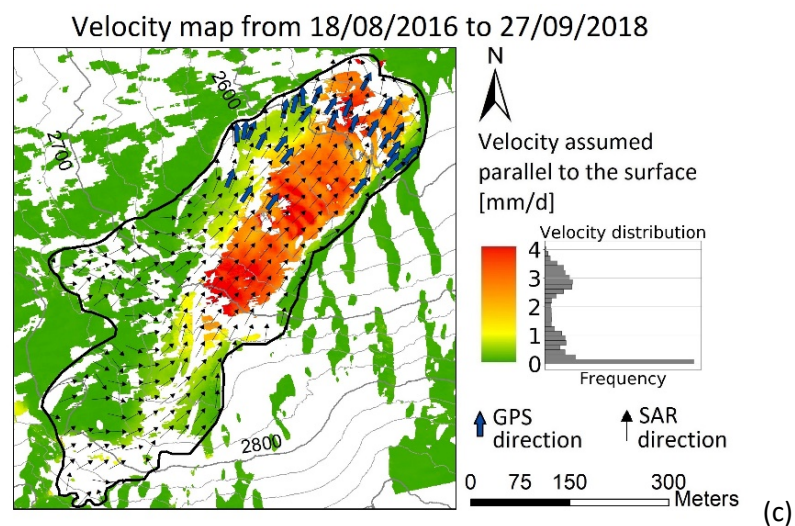 Velocity map from 18/08/2016 to 27/09/2018
2600
2700
2800
N
Velocity assumed
parallel to the surface
[mm/d]
Velocity distribution
4
3
2
1
0
Frequency
GPS
direction
SAR
direction
0 75 150 300
Meters
(c)